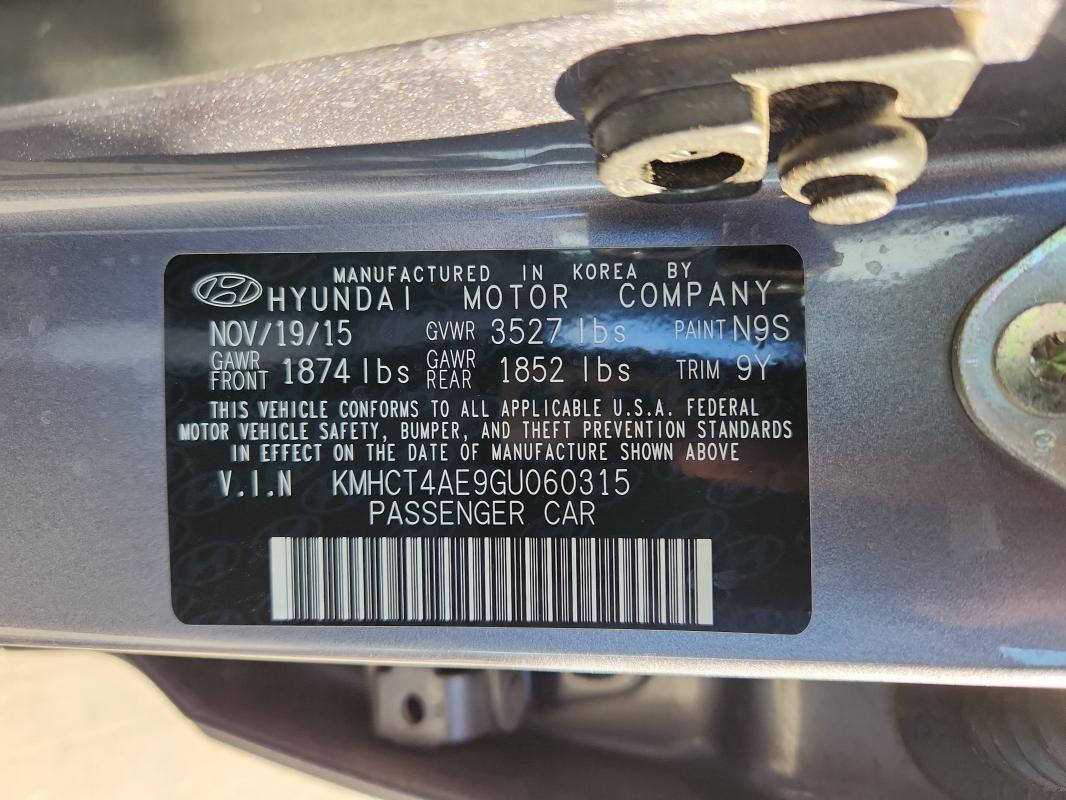 MANUFACTURED IN KOREA BY
HYUNDAI MOTOR COMPANY
NOV/19/15 GVWR 3527 lbs PAINT N9S
GAWR FRONT 1874 lbs GAWR REAR 1852 lbs TRIM 9Y
THIS VEHICLE CONFORMS TO ALL APPLICABLE U.S.A. FEDERAL
MOTOR VEHICLE SAFETY, BUMPER, AND THEFT PREVENTION STANDARDS
IN EFFECT ON THE DATE OF MANUFACTURE SHOWN ABOVE
V.I.N KMHCT4AE9GU060315
PASSENGER CAR